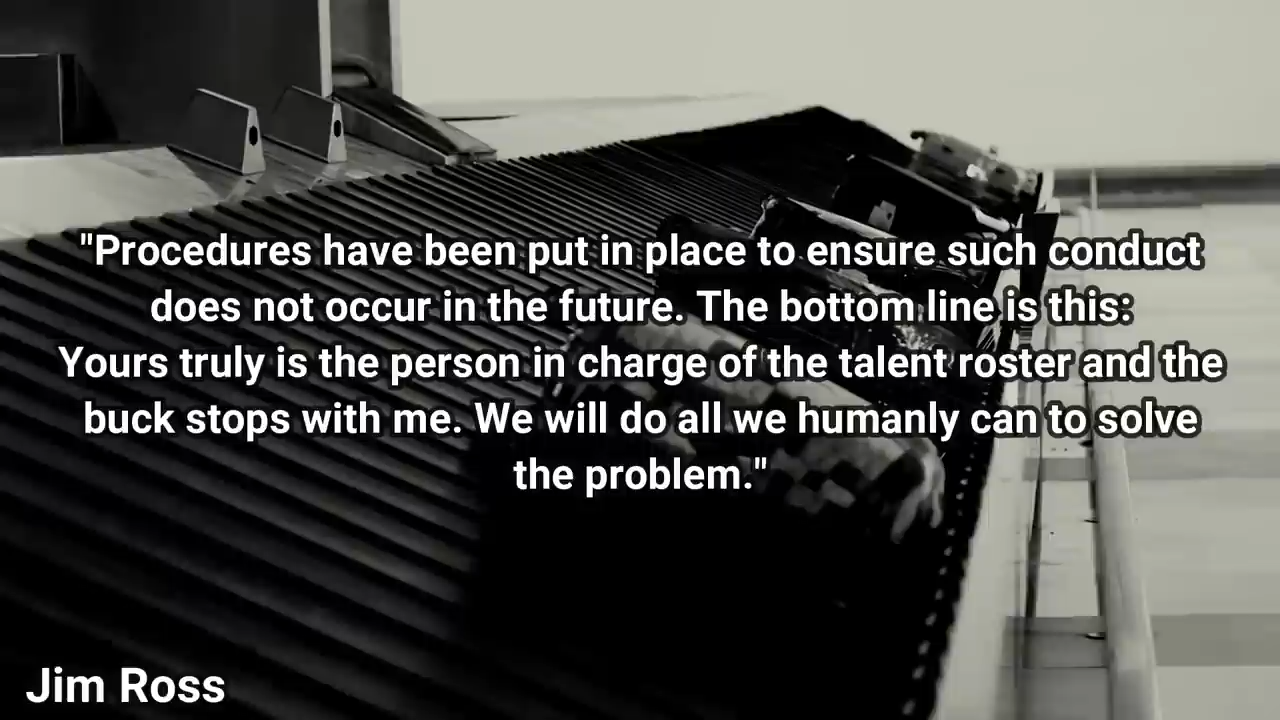 "Procedures have been put in place to ensure such conduct
does not occur in the future. The bottom line is this:
Yours truly is the person in charge of the talent roster and the
buck stops with me. We will do all we humanly can to solve
the problem."
Jim Ross